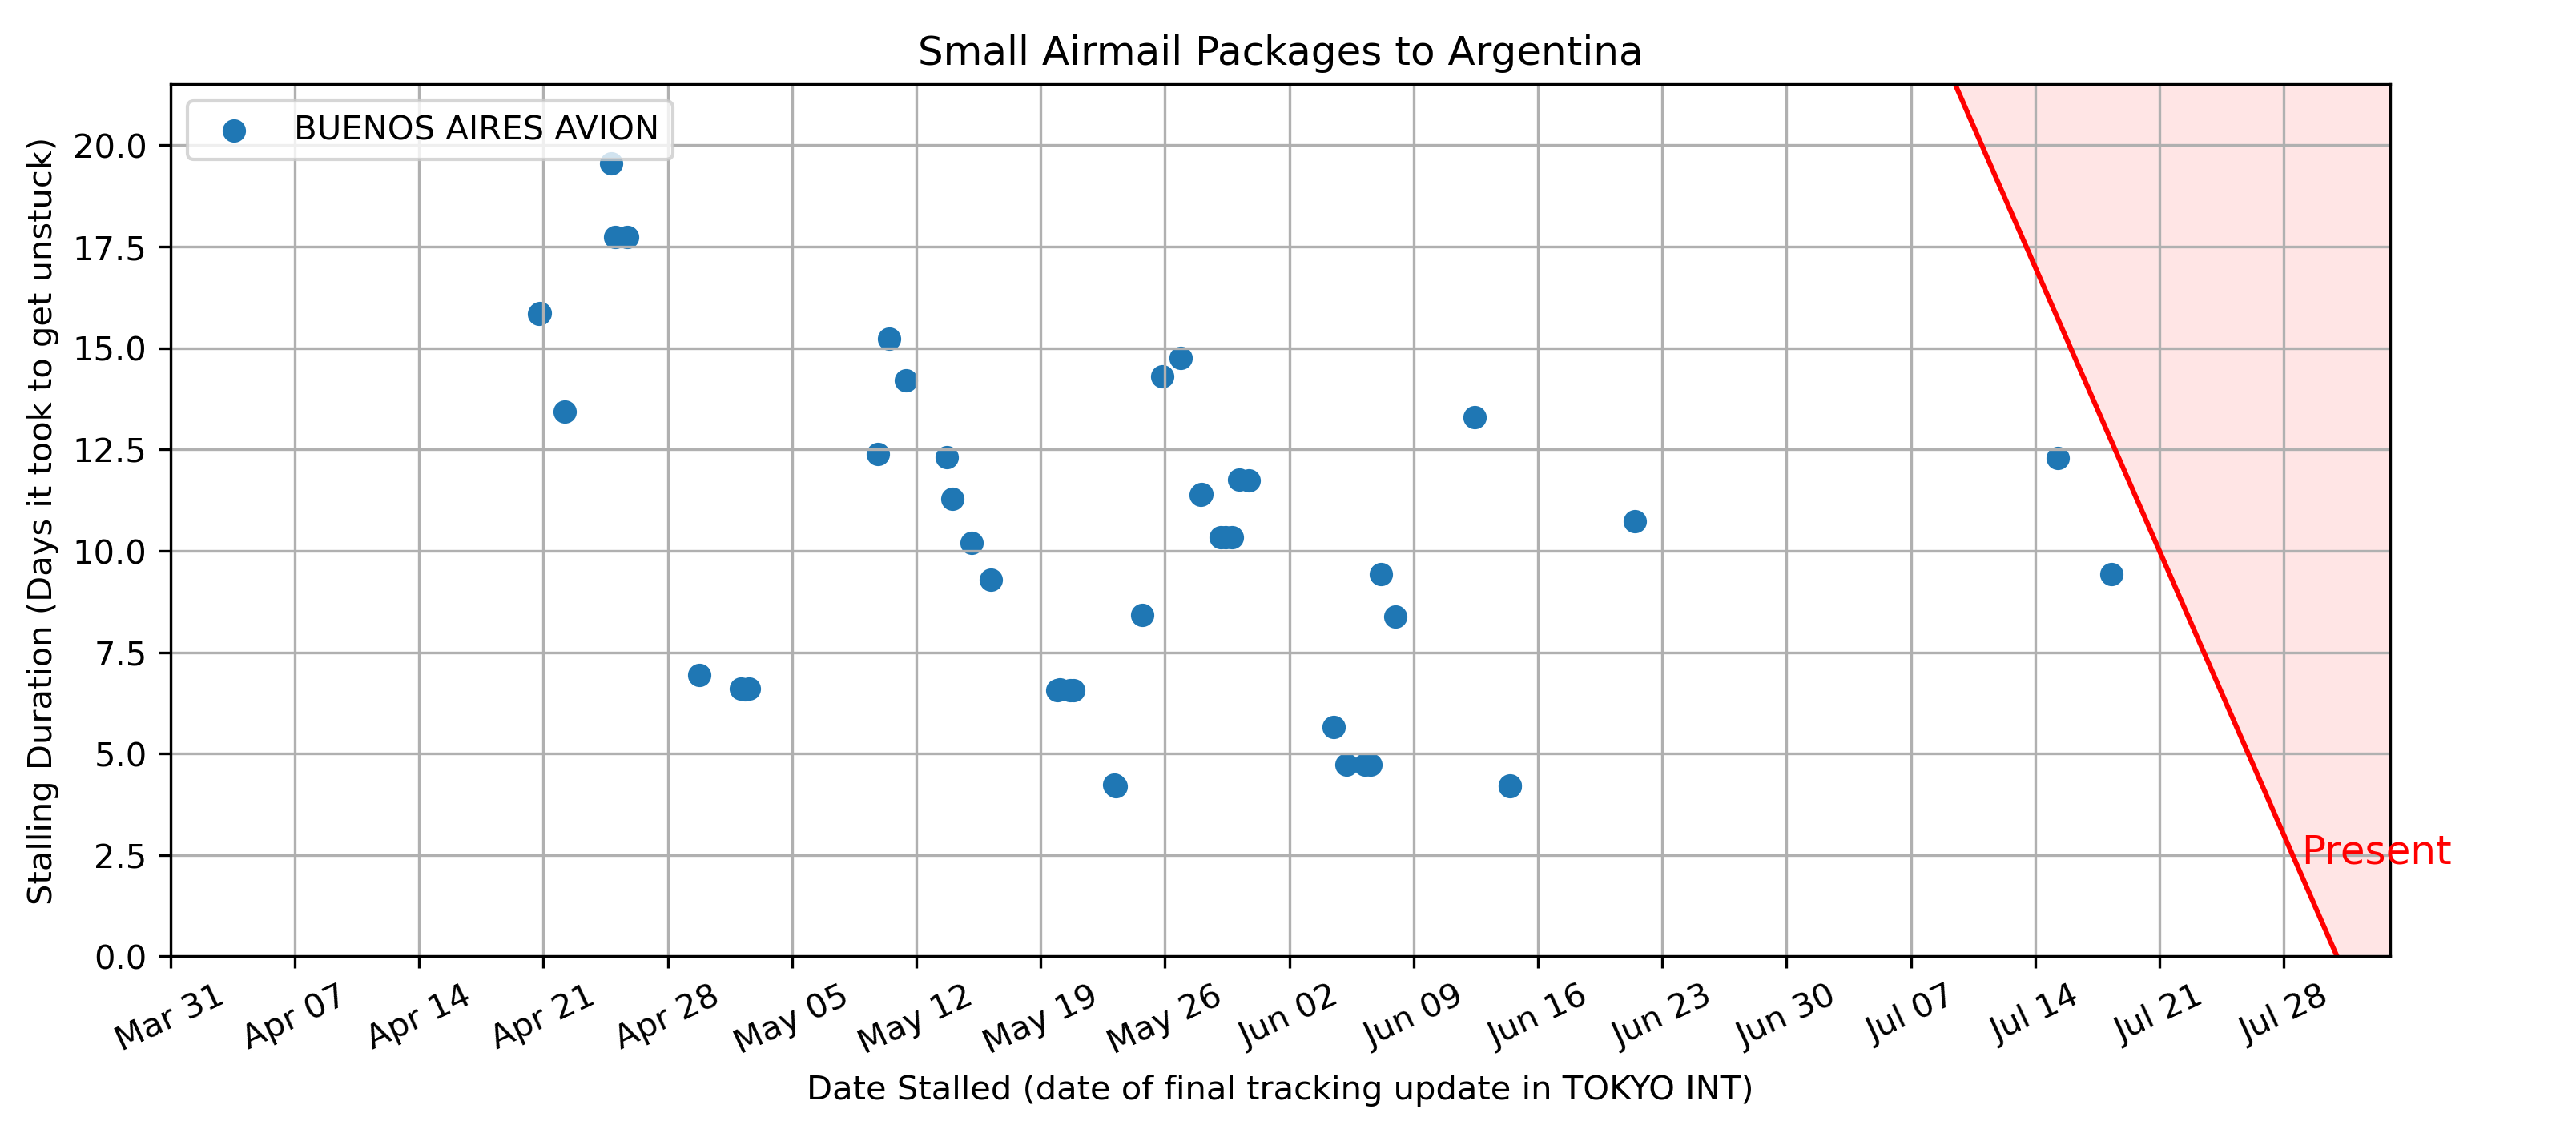 Small Airmail Packages to Argentina
BUENOS AIRES AVION
Stalling Duration (Days it took to get unstuck)
20.0
17.5
15.0
12.5
10.0
7.5
5.0
2.5
0.0
Present
Mar 31 Apr 07 Apr 14 Apr 21 Apr 28 May 05 May 12 May 19 May 26 Jun 02 Jun 09 Jun 16 Jun 23 Jun 30 Jul 07 Jul 14 Jul 21 Jul 28
Date Stalled (date of final tracking update in TOKYO INT)